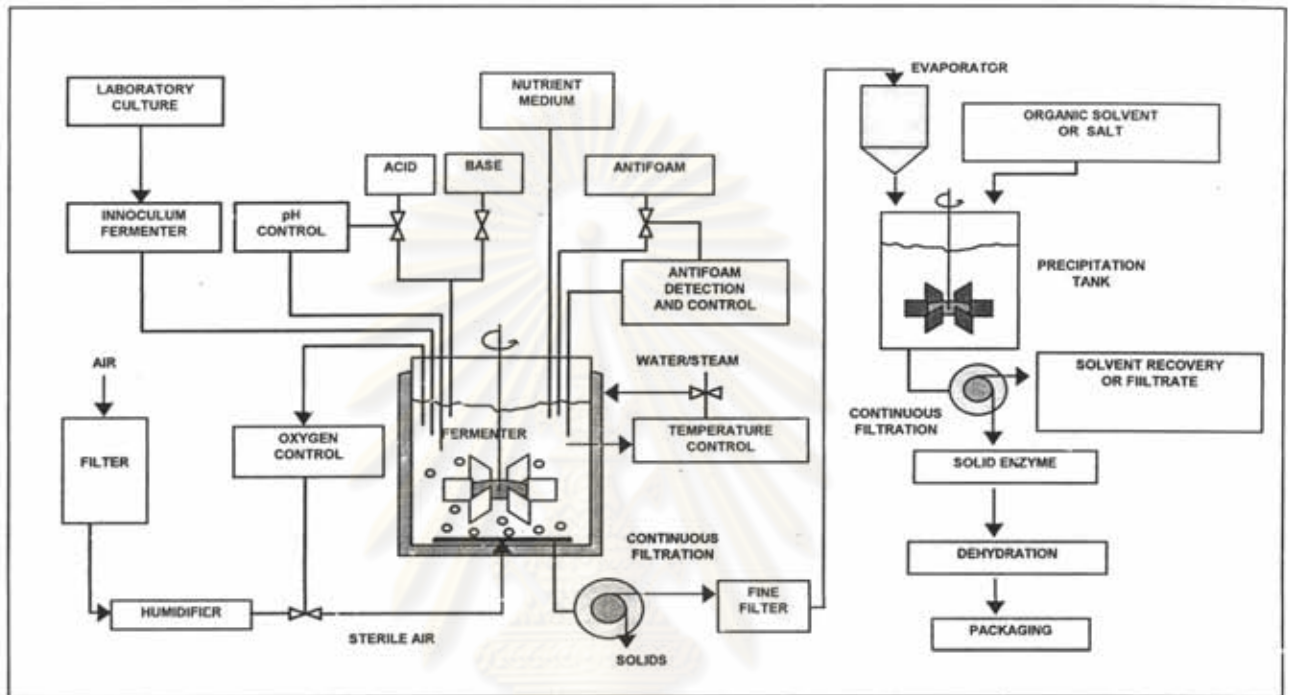 LABORATORY
CULTURE
NUTRIENT
MEDIUM
EVAPORATOR
ORGANIC SOLVENT
OR SALT
ACID
BASE
ANTIFOAM
INNOCULUM
FERMENTER
pH
CONTROL
ANTIFOAM
DETECTION
AND CONTROL
PRECIPITATION
TANK
AIR
WATER/STEAM
SOLVENT RECOVERY
OR FIILTRATE
CONTINUOUS
FILTRATION
FILTER
OXYGEN
CONTROL
FERMENTER
TEMPERATURE
CONTROL
SOLID ENZYME
CONTINUOUS
FILTRATION
DEHYDRATION
HUMIDIFIER
STERILE AIR
FINE
FILTER
SOLIDS
PACKAGING